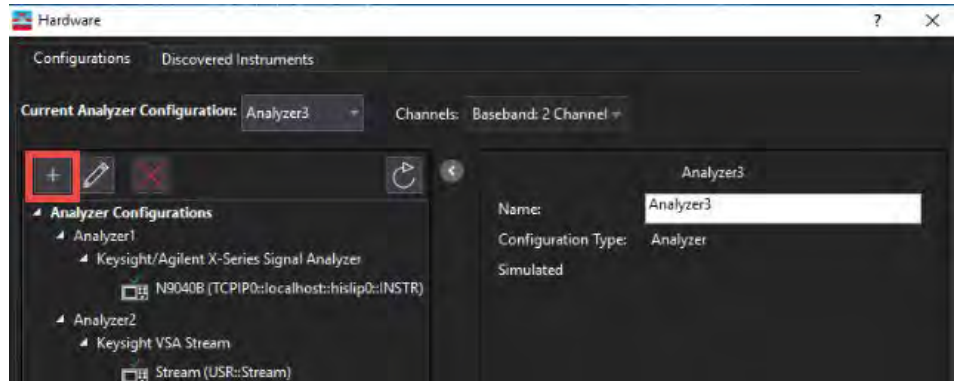 Hardware
Configurations Discovered Instruments
Current Analyzer Configuration: Analyzer3 Channels: Baseband: 2 Channel
Analyzer3
Analyzer Configurations
Name: Analyzer3
Analyzer1
Configuration Type: Analyzer
Keysight/Agilent X-Series Signal Analyzer
Simulated
N9040B (TCPIP0::localhost::hislip0::INSTR)
Analyzer2
Keysight VSA Stream
Stream (USR::Stream)